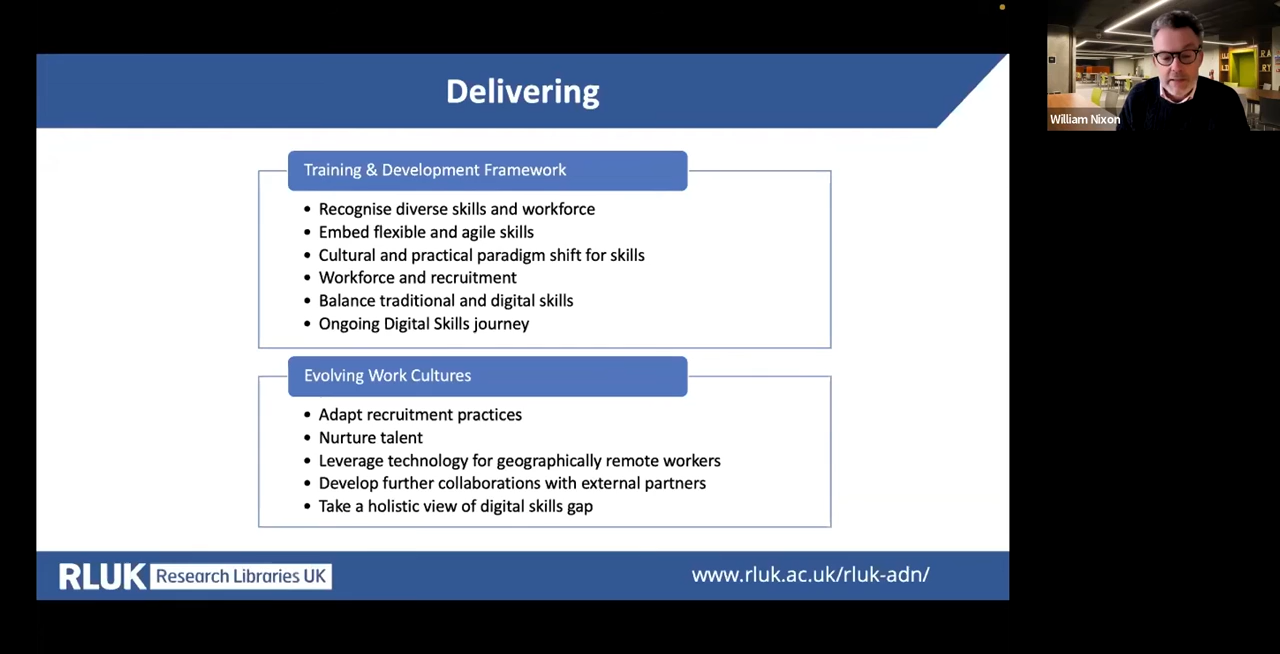 Delivering
Training & Development Framework
• Recognise diverse skills and workforce
• Embed flexible and agile skills
• Cultural and practical paradigm shift for skills
• Workforce and recruitment
• Balance traditional and digital skills
• Ongoing Digital Skills journey
Evolving Work Cultures
• Adapt recruitment practices
• Nurture talent
• Leverage technology for geographically remote workers
• Develop further collaborations with external partners
• Take a holistic view of digital skills gap
RLUK Research Libraries UK
www.rluk.ac.uk/rluk-adn/
William Nixon